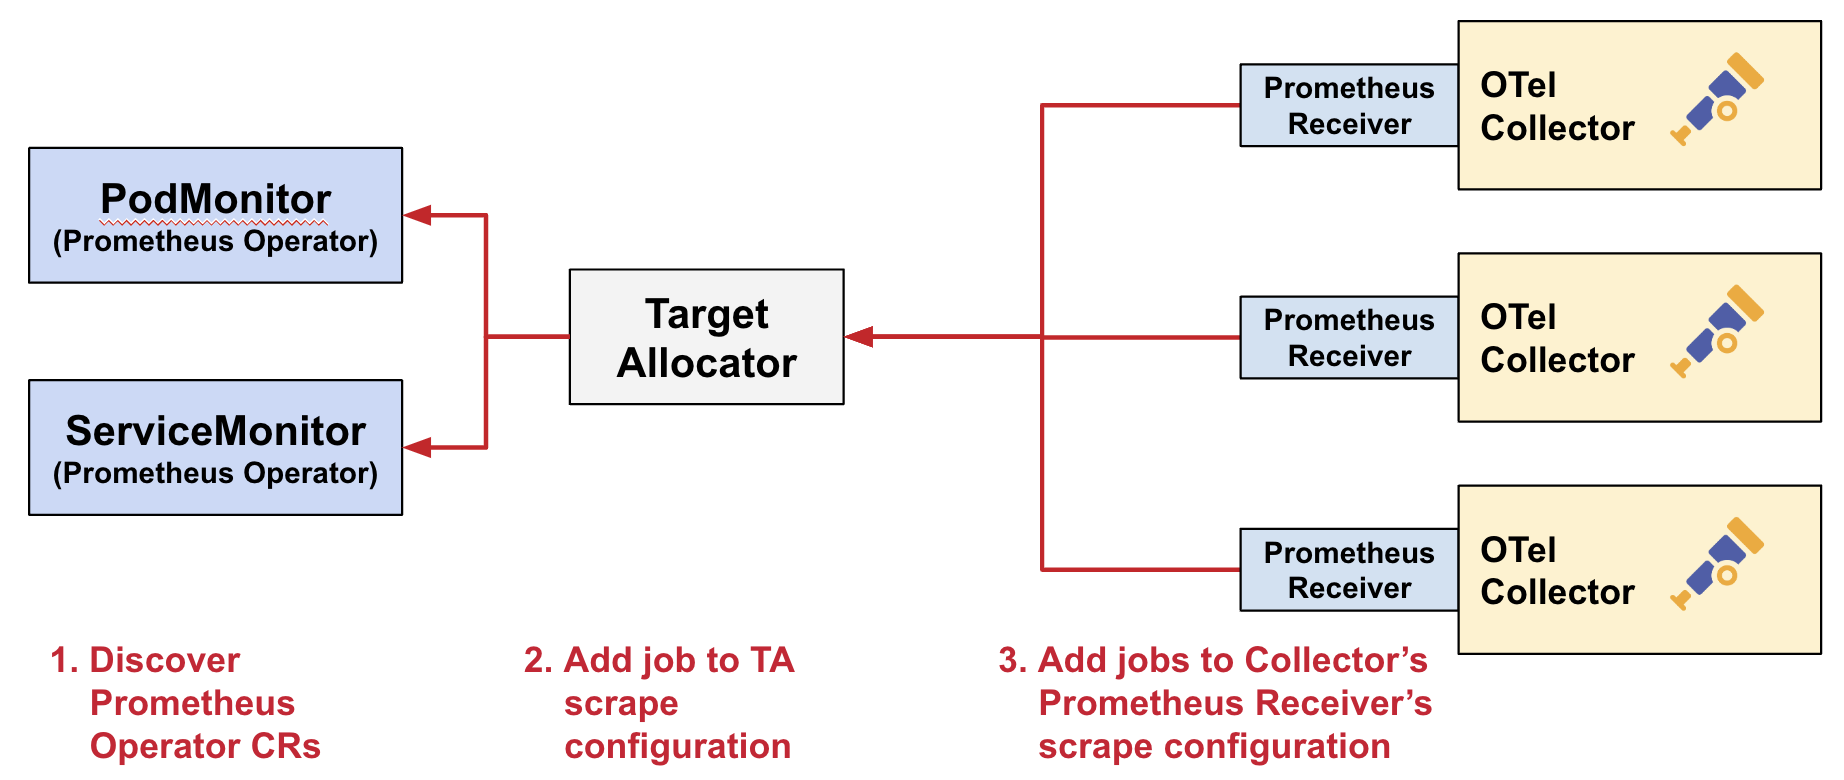 PodMonitor
(Prometheus Operator)
ServiceMonitor
(Prometheus Operator)
Target
Allocator
Prometheus
Receiver
OTel
Collector
Prometheus
Receiver
OTel
Collector
Prometheus
Receiver
OTel
Collector
1. Discover
Prometheus
Operator CRs
2. Add job to TA
scrape
configuration
3. Add jobs to Collector’s
Prometheus Receiver’s
scrape configuration